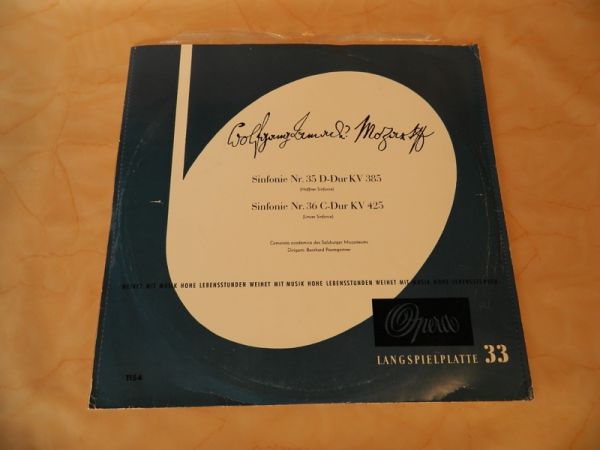 Wolfgang Amadé Mozart
Sinfonie Nr. 35 D-Dur KV 385
(Haffner Sinfonie)
Sinfonie Nr. 36 C-Dur KV 425
(Linzer Sinfonie)
Camerata academica des Salzburger Mozarteums
Dirigent: Bernhard Paumgartner
WEIHET MIT MUSIK HOHE LEBENSSTUNDEN WEIHET MIT MUSIK HOHE LEBENSSTUNDEN WEIHET MIT MUSIK HOHE LEBENSSTUNDEN
Opera
LANGSPIELPLATTE 33
1154